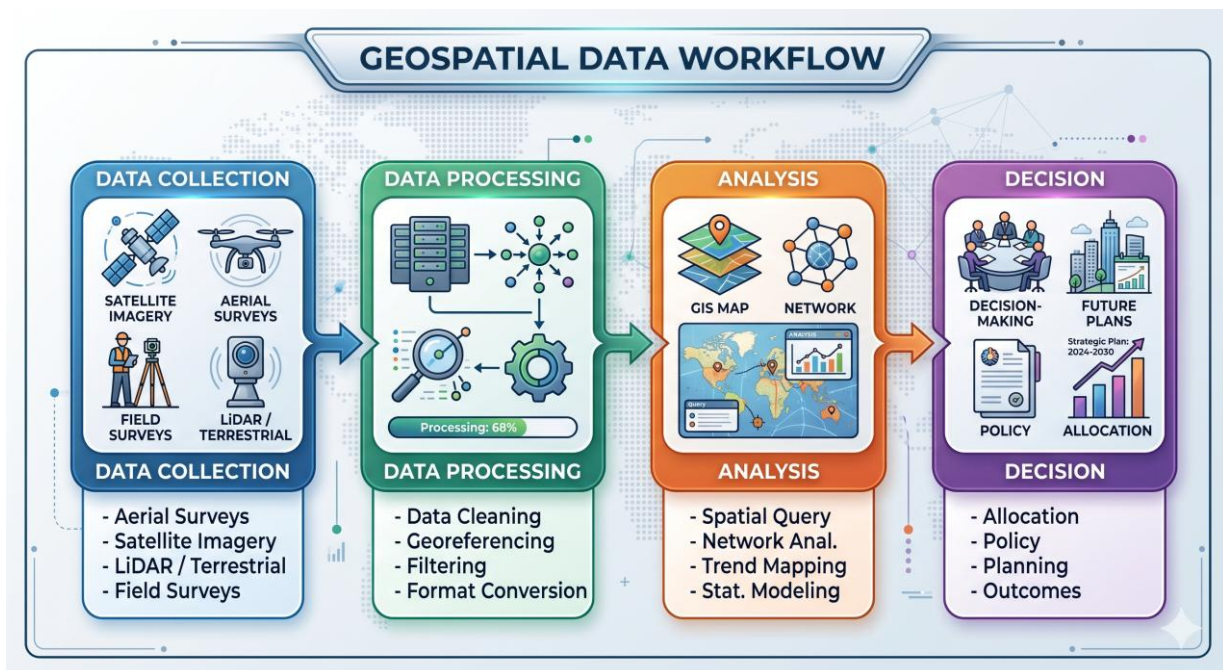 GEOSPATIAL DATA WORKFLOW
DATA COLLECTION
SATELLITE
IMAGERY
AERIAL
SURVEYS
FIELD
SURVEYS
LiDAR /
TERRESTRIAL
DATA COLLECTION
- Aerial Surveys
- Satellite Imagery
- LiDAR / Terrestrial
- Field Surveys
DATA PROCESSING
Processing: 68%
DATA PROCESSING
- Data Cleaning
- Georeferencing
- Filtering
- Format Conversion
ANALYSIS
GIS MAP
NETWORK
ANALYSIS
Query
ANALYSIS
- Spatial Query
- Network Anal.
- Trend Mapping
- Stat. Modeling
DECISION
DECISION-
MAKING
FUTURE
PLANS
Strategic Plan:
2024-2030
POLICY
ALLOCATION
DECISION
- Allocation
- Policy
- Planning
- Outcomes